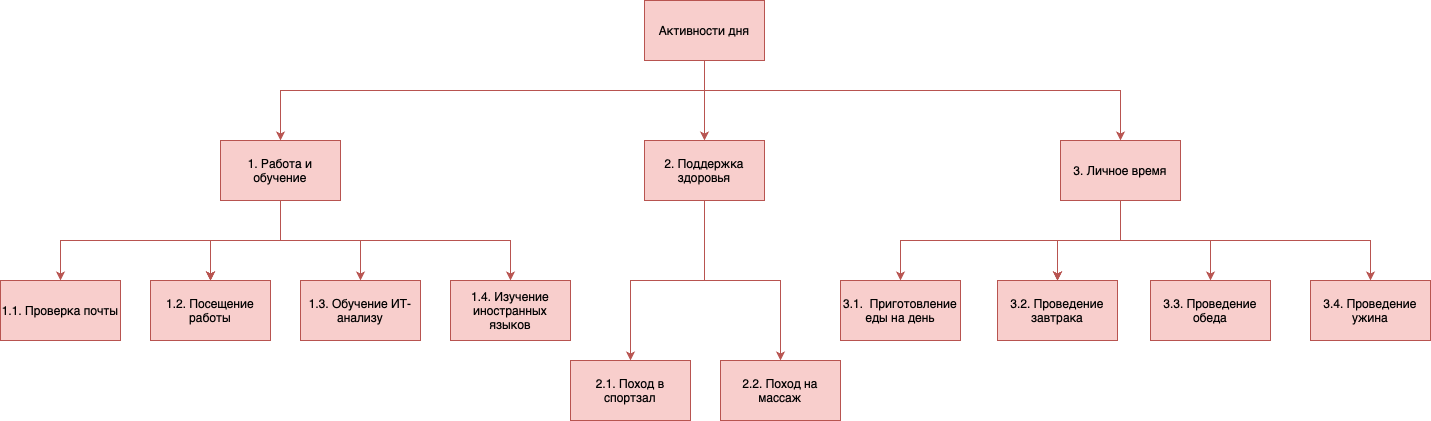 Активности дня
1. Работа и
обучение
2. Поддержка
здоровья
3. Личное время
1.1. Проверка почты
1.2. Посещение
работы
1.3. Обучение ИТ-
анализу
1.4. Изучение
иностранных
языков
2.1. Поход в
спортзал
2.2. Поход на
массаж
3.1. Приготовление
еды на день
3.2. Проведение
завтрака
3.3. Проведение
обеда
3.4. Проведение
ужина